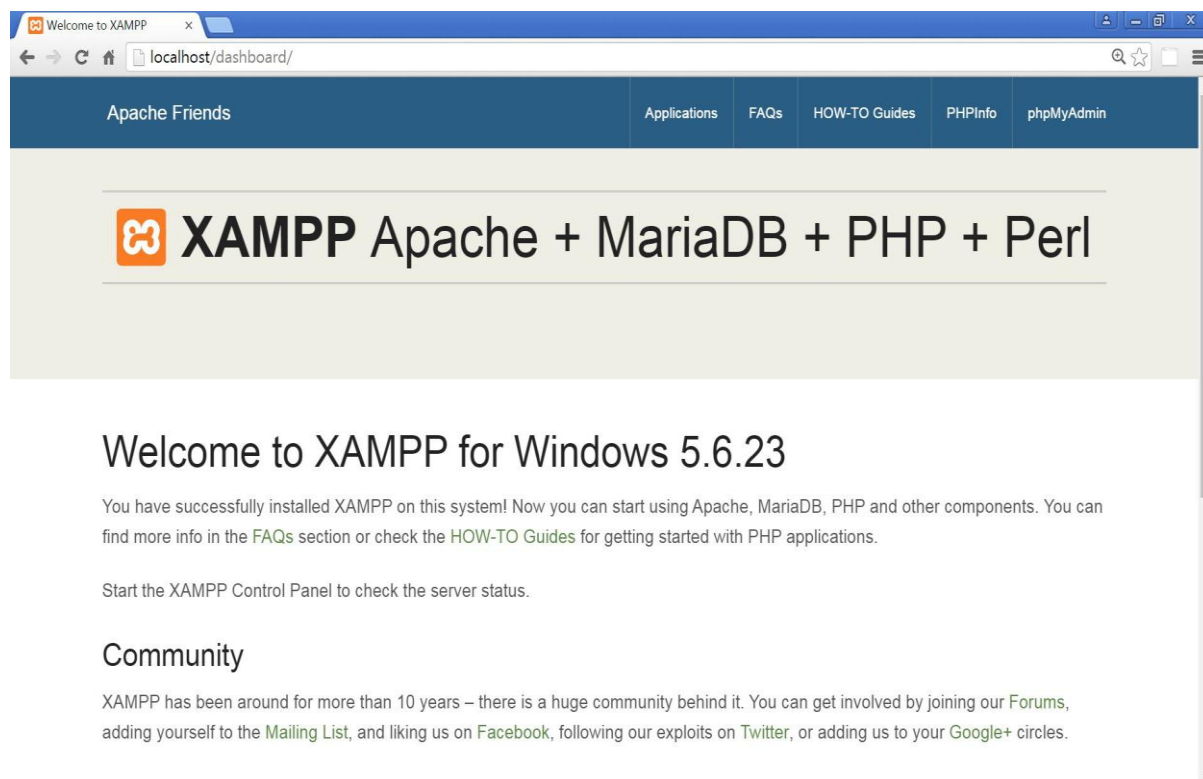 Welcome to XAMPP
localhost/dashboard/
Apache Friends
Applications
FAQs
HOW-TO Guides
PHPInfo
phpMyAdmin
XAMPP Apache + MariaDB + PHP + Perl
Welcome to XAMPP for Windows 5.6.23
You have successfully installed XAMPP on this system! Now you can start using Apache, MariaDB, PHP and other components. You can
find more info in the FAQs section or check the HOW-TO Guides for getting started with PHP applications.
Start the XAMPP Control Panel to check the server status.
Community
XAMPP has been around for more than 10 years – there is a huge community behind it. You can get involved by joining our Forums,
adding yourself to the Mailing List, and liking us on Facebook, following our exploits on Twitter, or adding us to your Google+ circles.